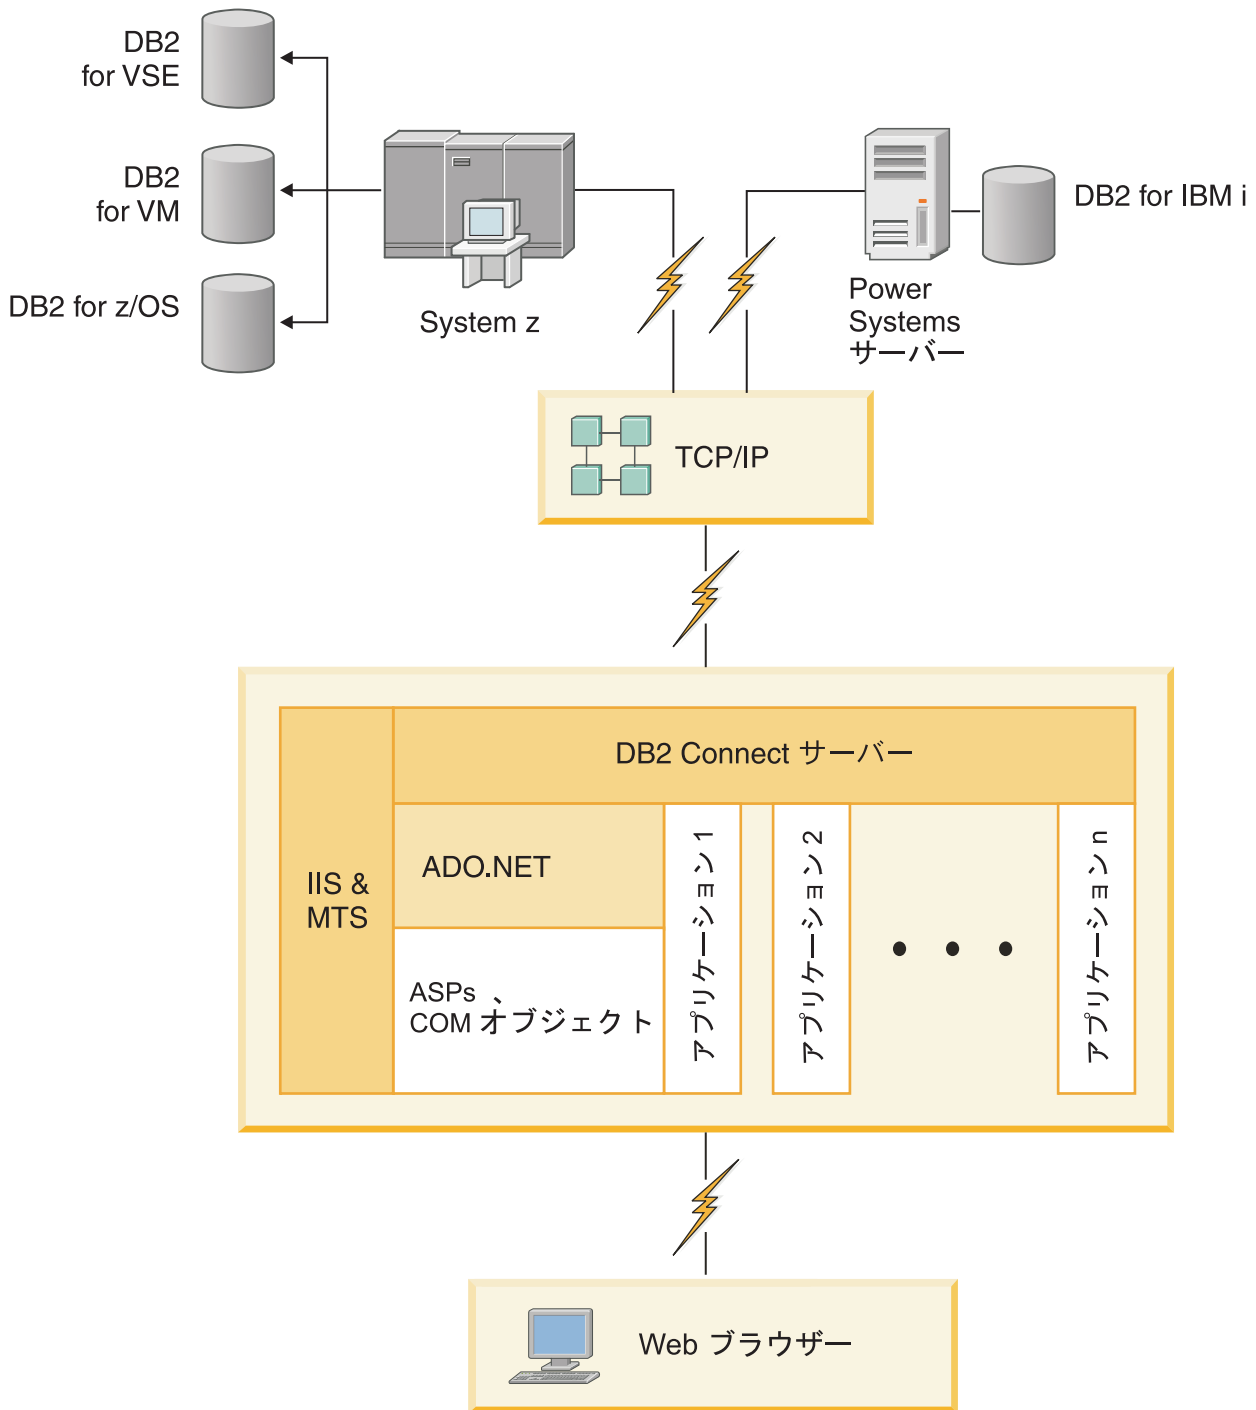 DB2
for VSE
DB2
for VM
DB2 for z/OS
System z
Power
Systems
サーバー
DB2 for IBM i
TCP/IP
DB2 Connect サーバー
IIS &
MTS
ADO.NET
ASPs 、
COM オブジェクト
アプリケーション 1
アプリケーション 2
• • •
アプリケーション n
Web ブラウザー